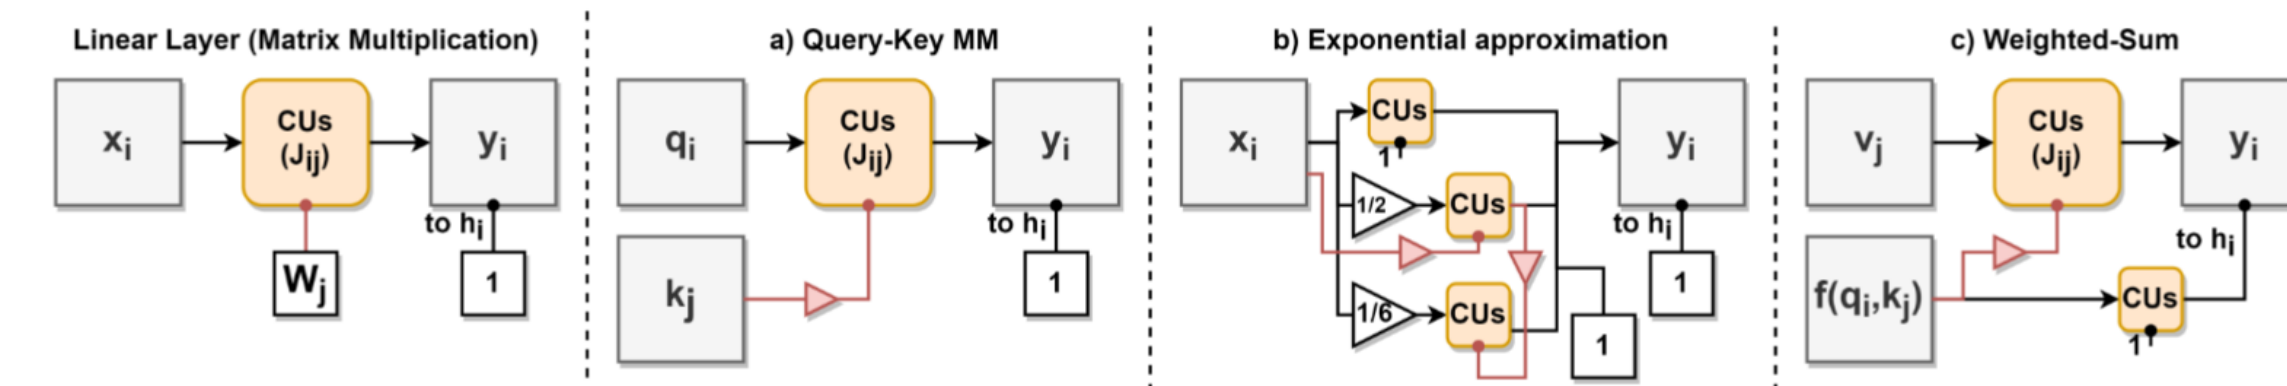 Linear Layer (Matrix Multiplication)
xi
CUs
(Jij)
yi
to hi
Wj
1
a) Query-Key MM
qi
CUs
(Jij)
yi
kj
to hi
1
b) Exponential approximation
xi
CUs
1
1/2
CUs
1/6
CUs
1
yi
to hi
1
c) Weighted-Sum
vj
CUs
(Jij)
yi
f(qi,kj)
to hi
CUs
1